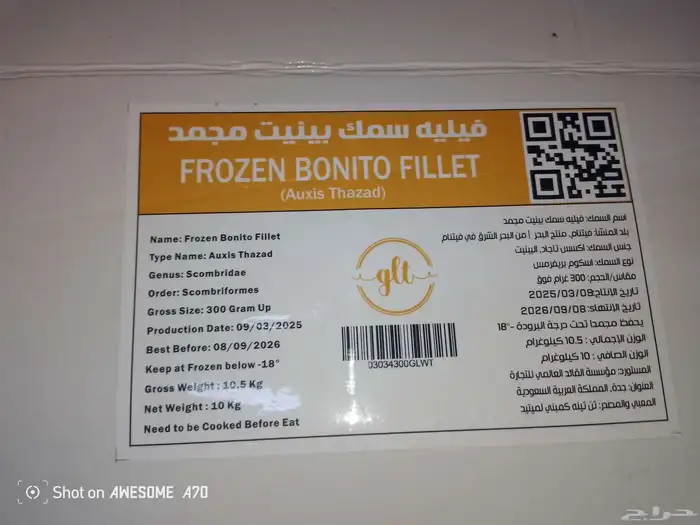 فيليه سمك بينيت مجمد
FROZEN BONITO FILLET
(Auxis Thazad)
Name: Frozen Bonito Fillet
Type Name: Auxis Thazad
Genus: Scombridae
Order: Scombriformes
Gross Size: 300 Gram Up
Production Date: 09/03/2025
Best Before: 08/09/2026
Keep at Frozen below -18°
Gross Weight: 10.5 Kg
Net Weight: 10 Kg
Need to be Cooked Before Eat
glt
03034300GLWT
اسم السمك: فيليه سمك بينيت مجمد
بلد المنشأ: فيتنام، منتج البحر / من البحر الشرق في فيتنام
جنس السمك: اكسس تاجاد، البينيت
نوع السمك: اسكوم بريفرمس
مقاس/الحجم: 300 غرام فوق
تاريخ الانتاج: 2025/03/09
تاريخ الانتهاء: 2026/09/08
يحفظ مجمدا تحت درجة البرودة -18°
الوزن الإجمالي: 10.5 كيلوغرام
الوزن الصافي: 10 كيلوغرام
المستورد: مؤسسة القائد العالمي للتجارة
العنوان: جدة، المملكة العربية السعودية
المعبي والمصدر: تن تينه كمبني لميتيد
Shot on AWESOME A70
حراج